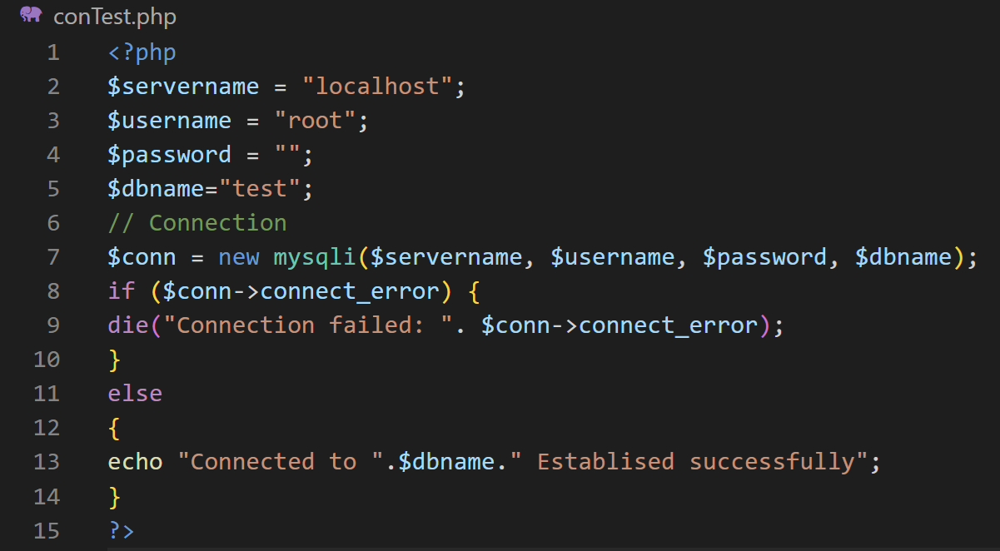 conTest.php
1 <?php
2 $servername = "localhost";
3 $username = "root";
4 $password = "";
5 $dbname="test";
6 // Connection
7 $conn = new mysqli($servername, $username, $password, $dbname);
8 if ($conn->connect_error) {
9 die("Connection failed: ". $conn->connect_error);
10 }
11 else
12 {
13 echo "Connected to ".$dbname." Establised successfully";
14 }
15 ?>